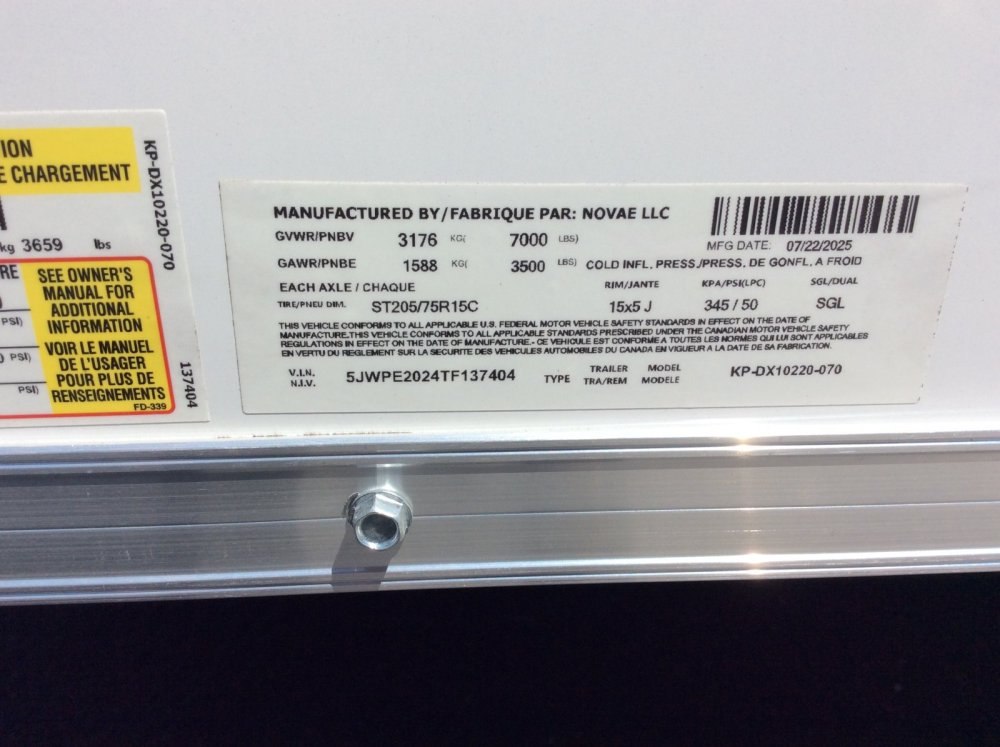 ION
E CHARGEMENT
kg 3659 lbs
RE
PSI)
PSI)
PSI)
SEE OWNER'S
MANUAL FOR
ADDITIONAL
INFORMATION
VOIR LE MANUEL
DE L'USAGER
POUR PLUS DE
RENSEIGNEMENTS
FD-339
KP-DX10220-070
137404
MANUFACTURED BY/FABRIQUE PAR: NOVAE LLC
MFG DATE: 07/22/2025
GVWR/PNBV 3176 KG( 7000 LBS)
GAWR/PNBE 1588 KG( 3500 LBS) COLD INFL. PRESS./PRESS. DE GONFL. A FROID
EACH AXLE / CHAQUE RIM/JANTE KPA/PSI(LPC) SGL/DUAL
TIRE/PNEU DIM. ST205/75R15C 15x5 J 345 / 50 SGL
THIS VEHICLE CONFORMS TO ALL APPLICABLE U.S. FEDERAL MOTOR VEHICLE SAFETY STANDARDS IN EFFECT ON THE DATE OF
MANUFACTURE.THIS VEHICLE CONFORMS TO ALL APPLICABLE STANDARDS PRESCRIBED UNDER THE CANADIAN MOTOR VEHICLE SAFETY
REGULATIONS IN EFFECT ON THE DATE OF MANUFACTURE.- CE VEHICULE EST CONFORME A TOUTES LES NORMES QUI LUI SONT APPLICABLES
EN VERTU DU REGLEMENT SUR LA SECURITE DES VEHICULES AUTOMOBILES DU CANADA EN VIGUEUR A LA DATE DE SA FABRICATION.
V.I.N. 5JWPE2024TF137404 TYPE TRAILER MODEL KP-DX10220-070
N.I.V. TRA/REM MODELE